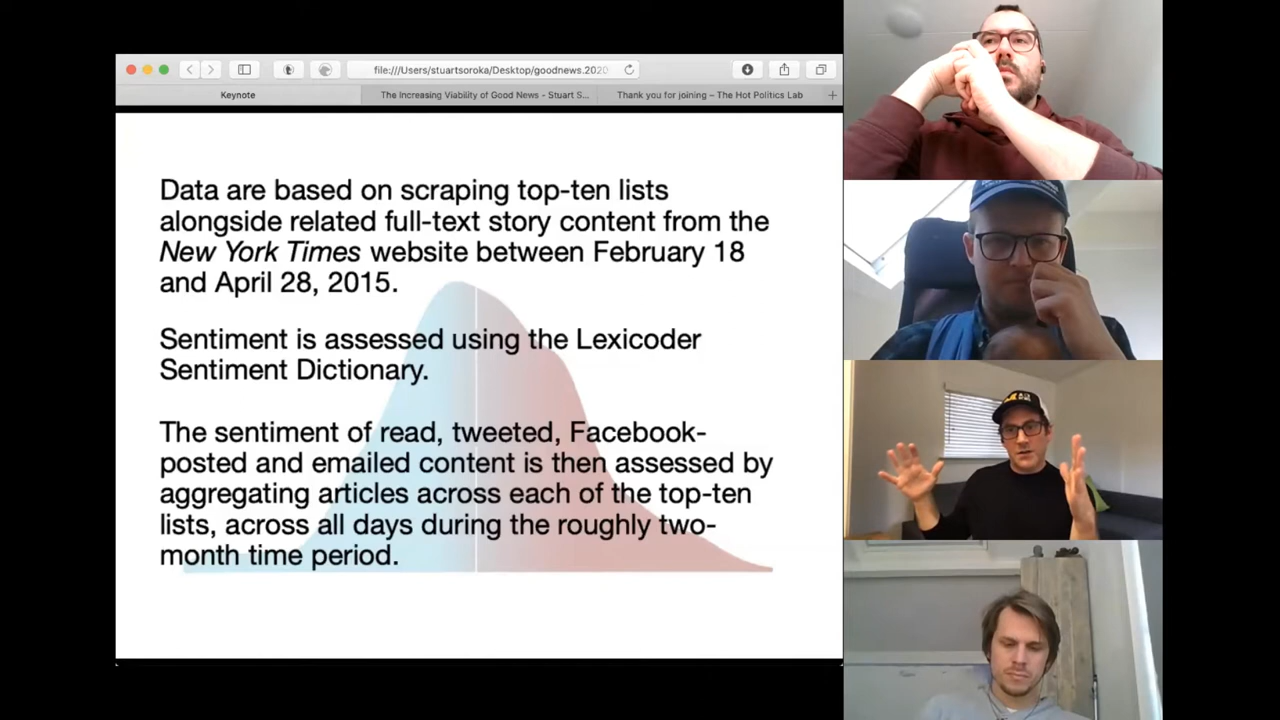 file:///Users/stuartsoroka/Desktop/goodnews.2020
Keynote
The Increasing Viability of Good News - Stuart S...
Thank you for joining – The Hot Politics Lab
Data are based on scraping top-ten lists
alongside related full-text story content from the
New York Times website between February 18
and April 28, 2015.
Sentiment is assessed using the Lexicoder
Sentiment Dictionary.
The sentiment of read, tweeted, Facebook-
posted and emailed content is then assessed by
aggregating articles across each of the top-ten
lists, across all days during the roughly two-
month time period.